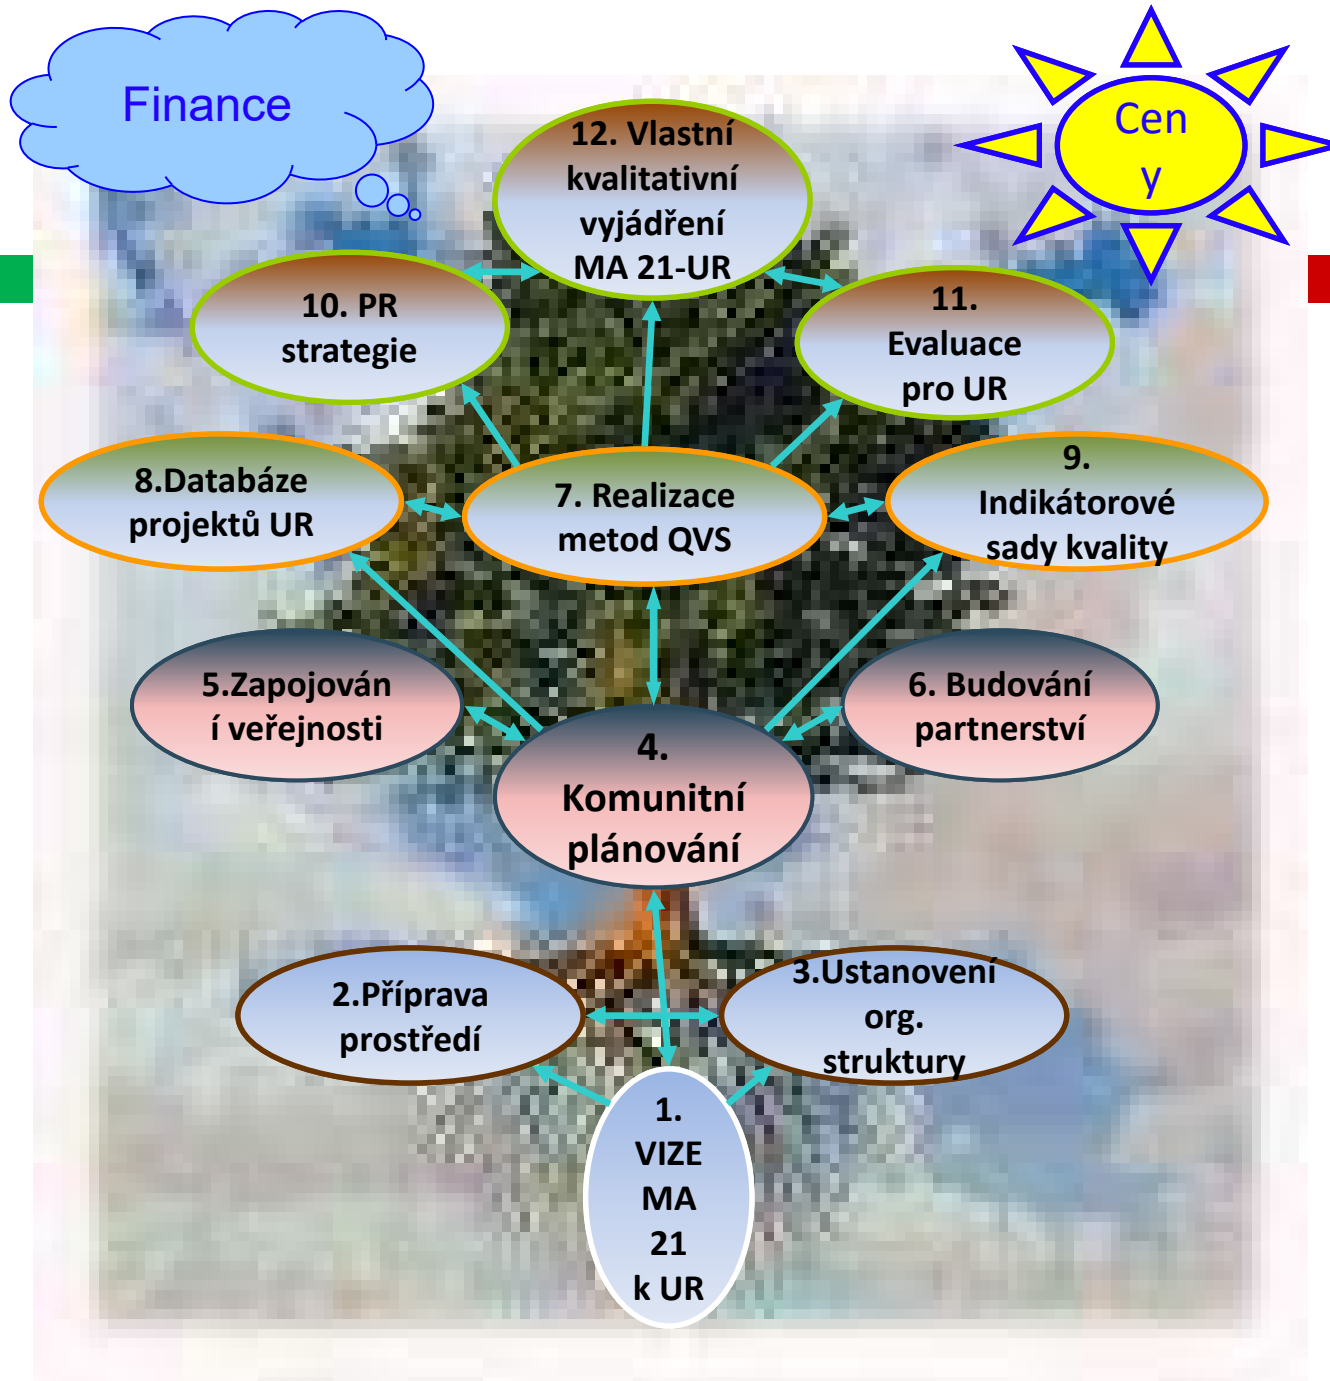 Finance
Cen
y
12. Vlastní
kvalitativní
vyjádření
MA 21-UR
10. PR
strategie
11.
Evaluace
pro UR
8.Databáze
projektů UR
7. Realizace
metod QVS
9.
Indikátorové
sady kvality
5.Zapojován
í veřejnosti
6. Budování
partnerství
4.
Komunitní
plánování
2.Příprava
prostředí
3.Ustanovení
org.
struktury
1.
VIZE
MA
21
k UR